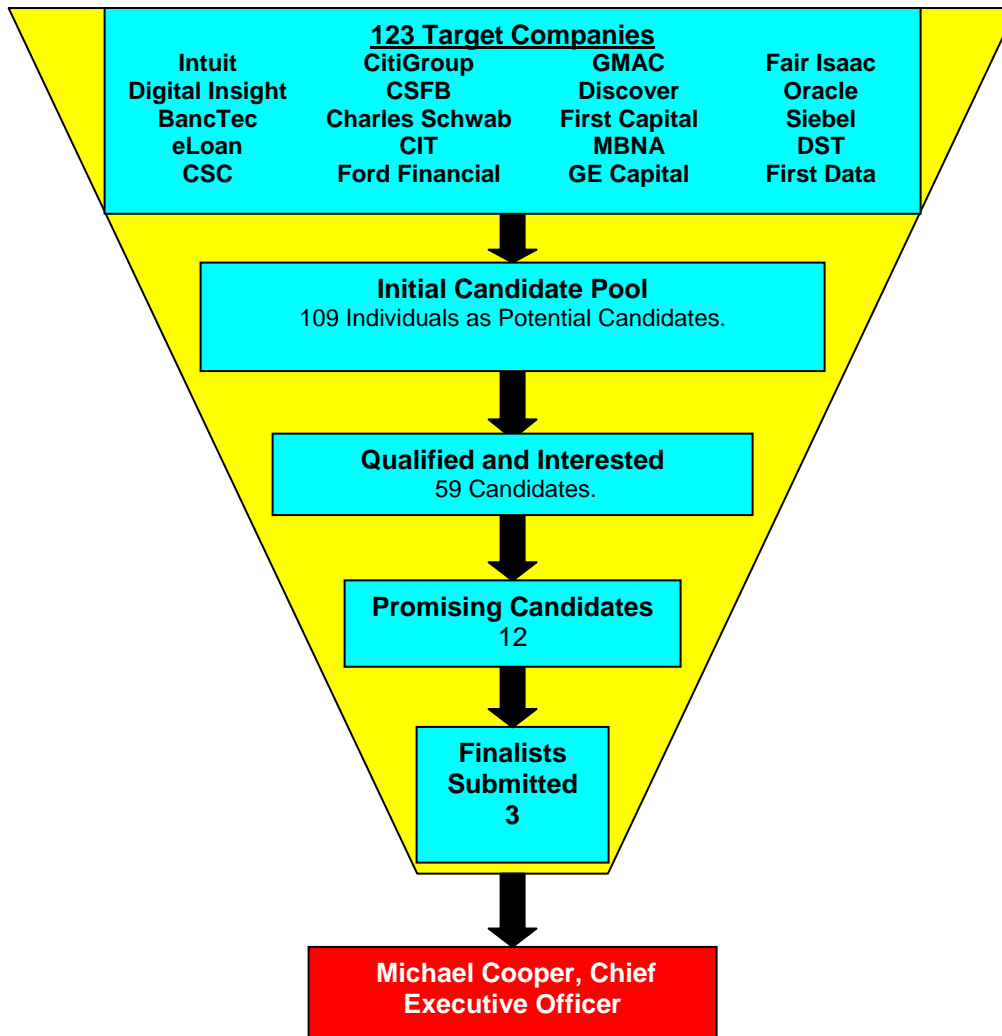 123 Target Companies
Intuit CitiGroup GMAC Fair Isaac
Digital Insight CSFB Discover Oracle
BancTec Charles Schwab First Capital Siebel
eLoan CIT MBNA DST
CSC Ford Financial GE Capital First Data
Initial Candidate Pool
109 Individuals as Potential Candidates.
Qualified and Interested
59 Candidates.
Promising Candidates
12
Finalists
Submitted
3
Michael Cooper, Chief
Executive Officer